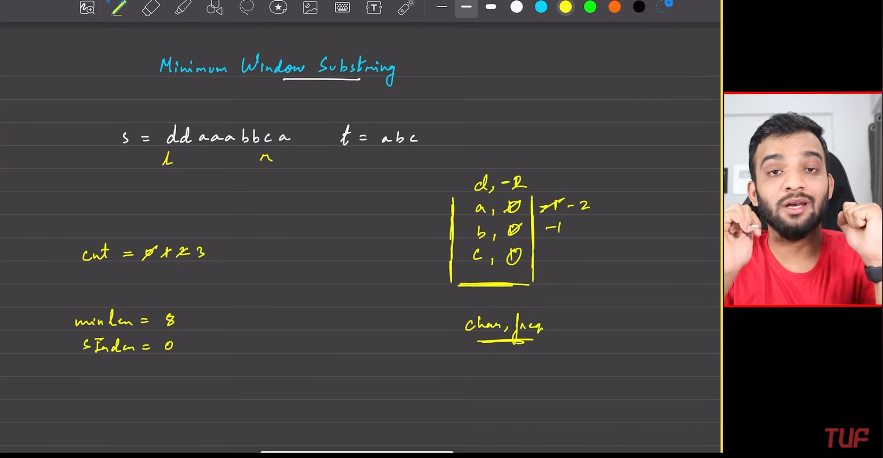 Minimum Window Substring
s = ddaaabbca t = abc
l r
d, -2
a, 0 -1 -2
b, 0 -1
c, 0
cnt = 0 1 2 3
minLen = 8
sIndex = 0
char, freq
TUF